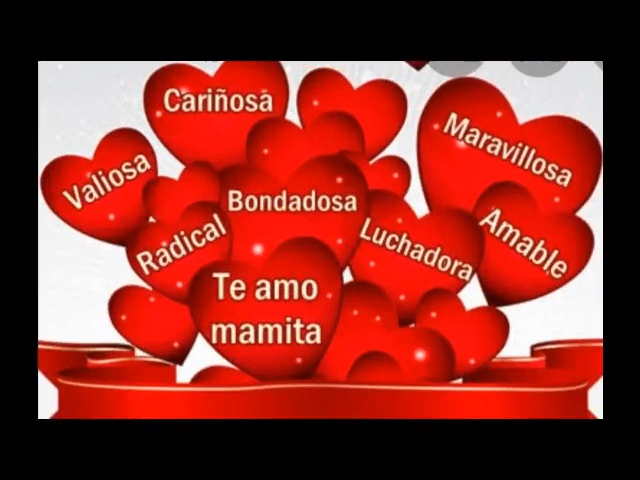 Cariñosa
Maravillosa
Valiosa
Bondadosa
Radical
Luchadora
Amable
Te amo
mamita